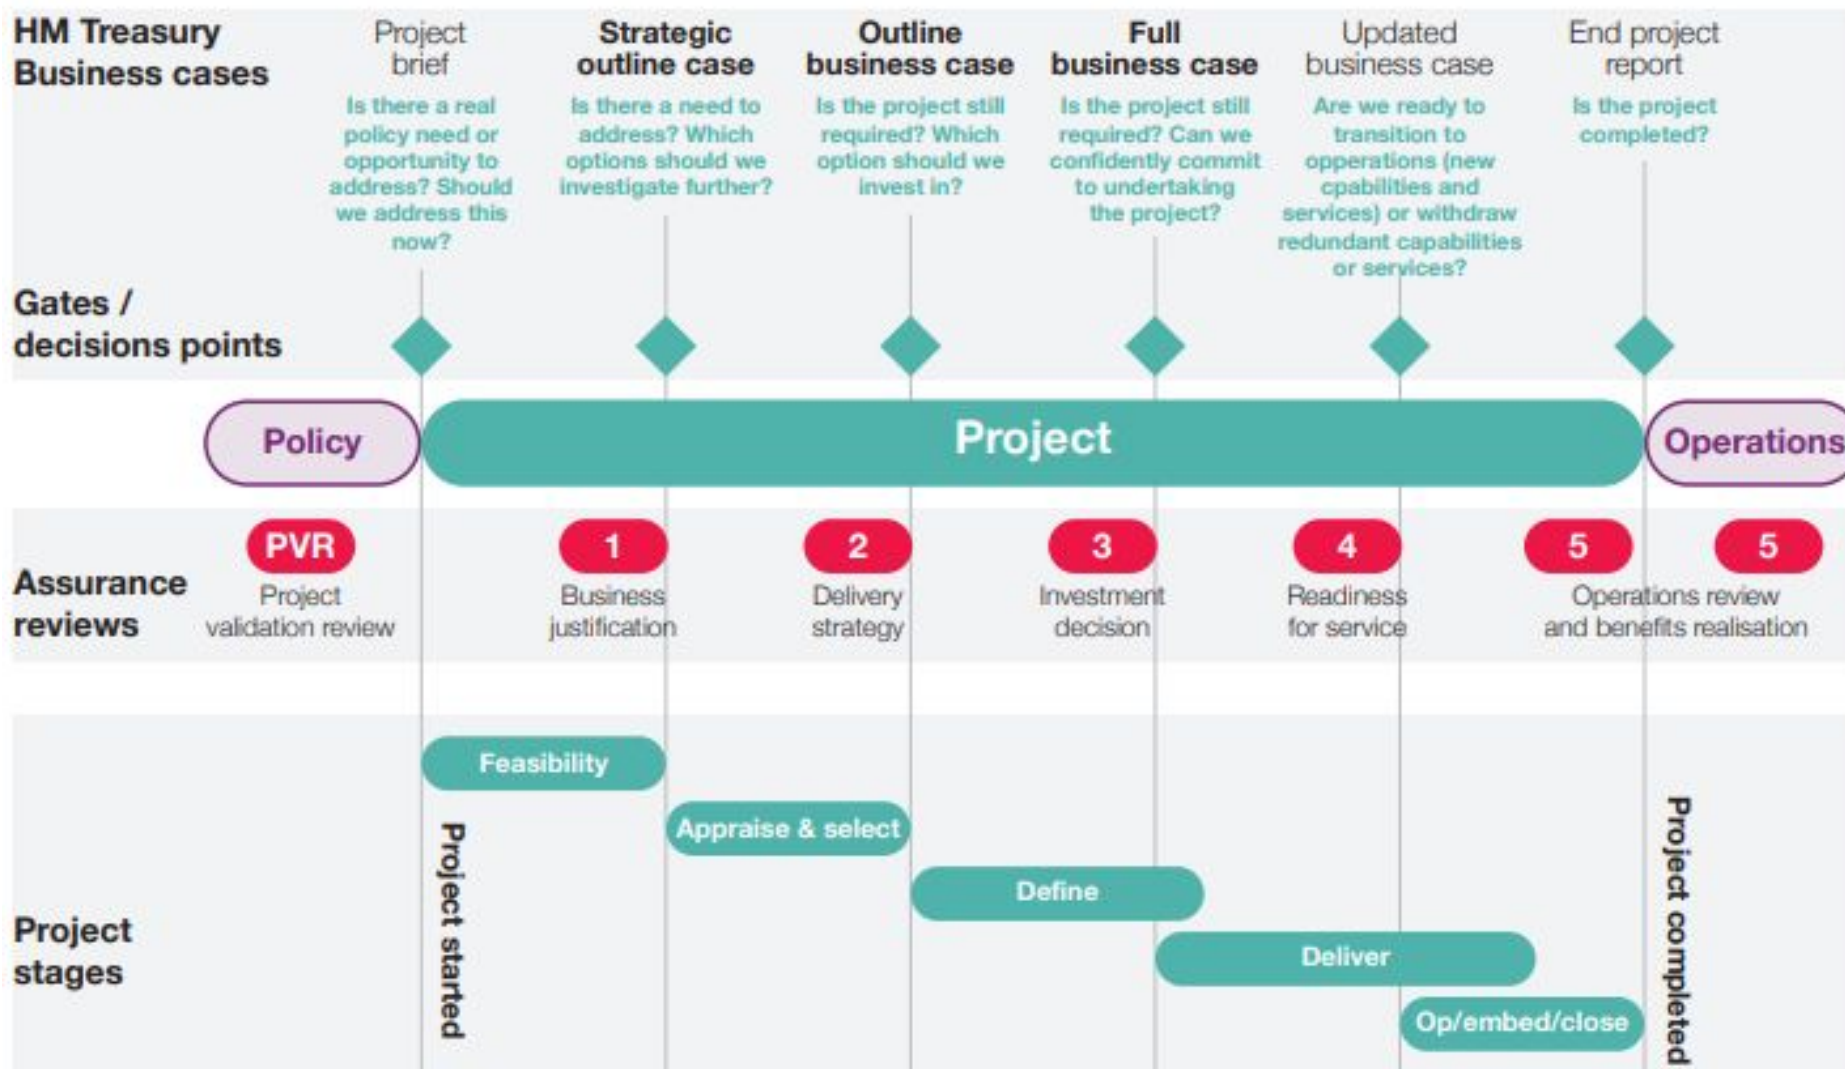 HM Treasury
Business cases
Project
brief
Is there a real
policy need or
opportunity to
address? Should
we address this
now?
Strategic
outline case
Is there a need to
address? Which
options should we
investigate further?
Outline
business case
Is the project still
required? Which
option should we
invest in?
Full
business case
Is the project still
required? Can we
confidently commit
to undertaking
the project?
Updated
business case
Are we ready to
transition to
opperations (new
cpabilities and
services) or withdraw
redundant capabilities
or services?
End project
report
Is the project
completed?
Gates /
decisions points
Policy
Project
Operations
Assurance
reviews
PVR
Project
validation review
1
Business
justification
2
Delivery
strategy
3
Investment
decision
4
Readiness
for service
5
5
Operations review
and benefits realisation
Project
stages
Project started
Feasibility
Appraise & select
Define
Deliver
Op/embed/close
Project completed